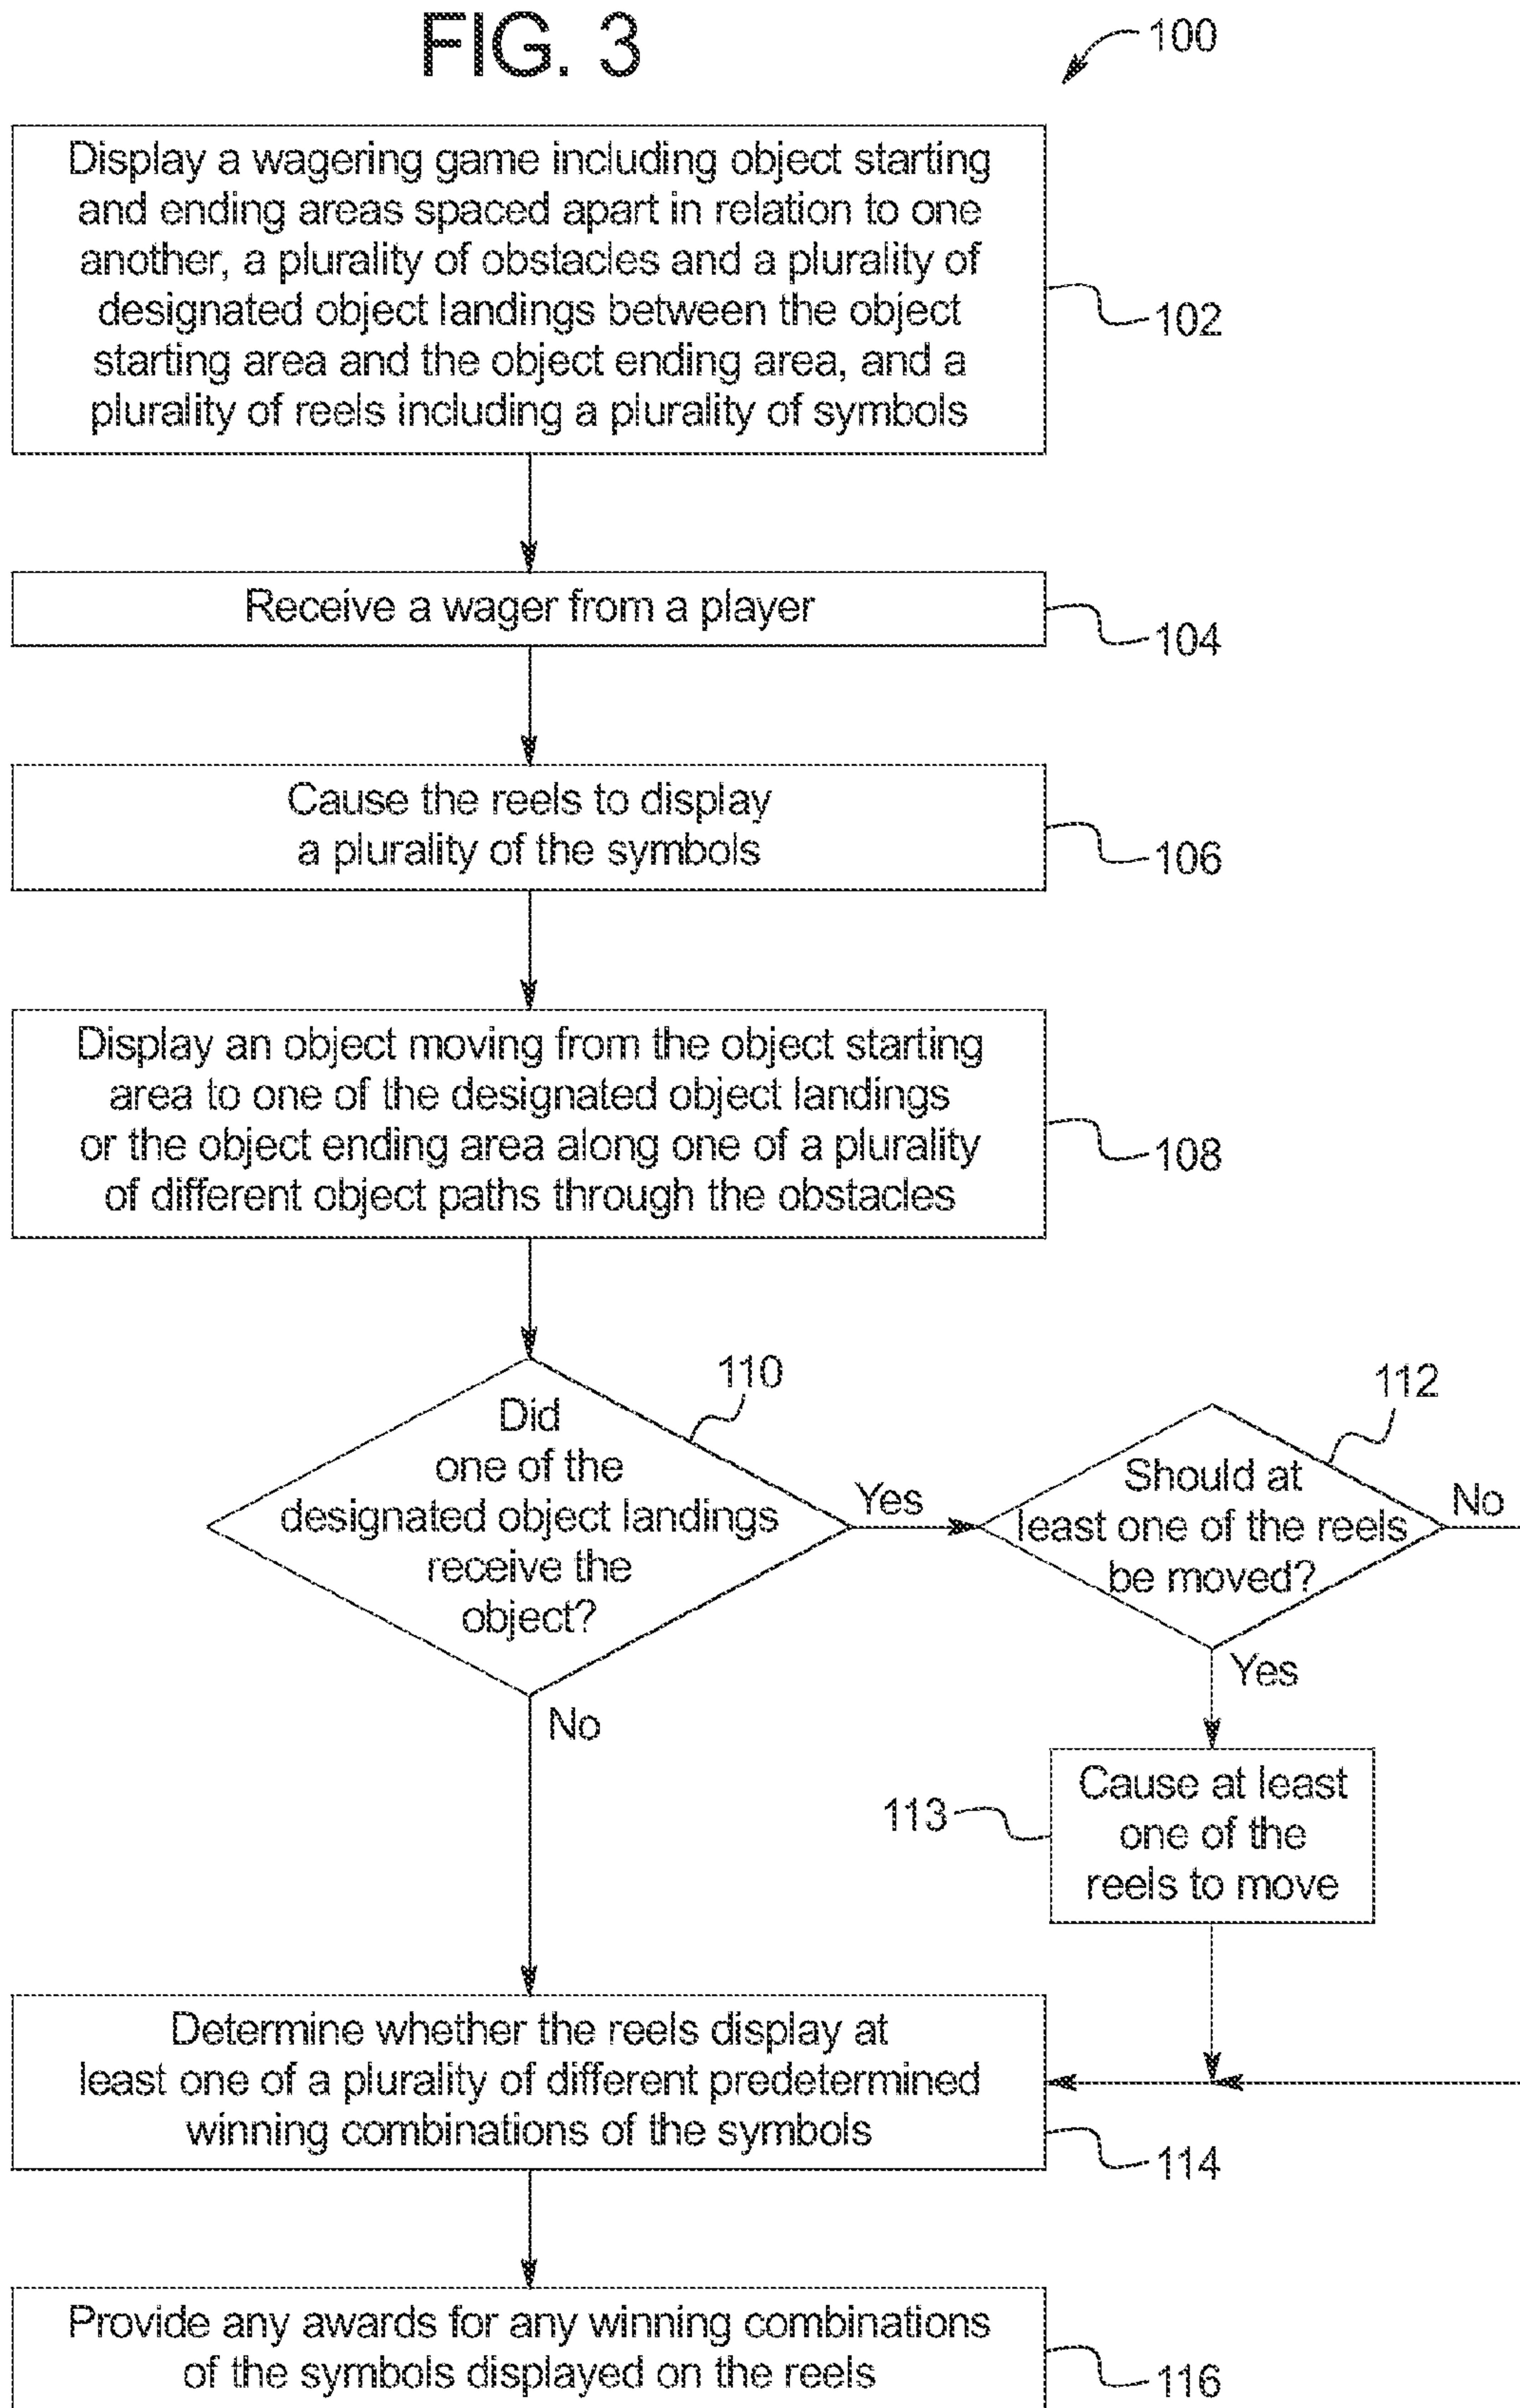 FIG. 3
100
Display a wagering game including object starting
and ending areas spaced apart in relation to one
another, a plurality of obstacles and a plurality of
designated object landings between the object
starting area and the object ending area, and a
plurality of reels including a plurality of symbols
102
Receive a wager from a player
104
Cause the reels to display
a plurality of the symbols
106
Display an object moving from the object starting
area to one of the designated object landings
or the object ending area along one of a plurality
of different object paths through the obstacles
108
110
Did
one of the
designated object landings
receive the
object?
Yes
No
112
Should at
least one of the reels
be moved?
No
Yes
113
Cause at least
one of the
reels to move
Determine whether the reels display at
least one of a plurality of different predetermined
winning combinations of the symbols
114
Provide any awards for any winning combinations
of the symbols displayed on the reels
116